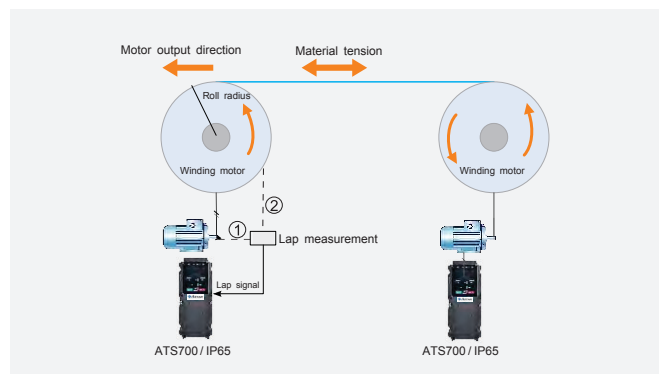 Motor output direction
Material tension
Roll radius
Winding motor
Winding motor
①
②
Lap measurement
Lap signal
ATS700 / IP65
ATS700 / IP65